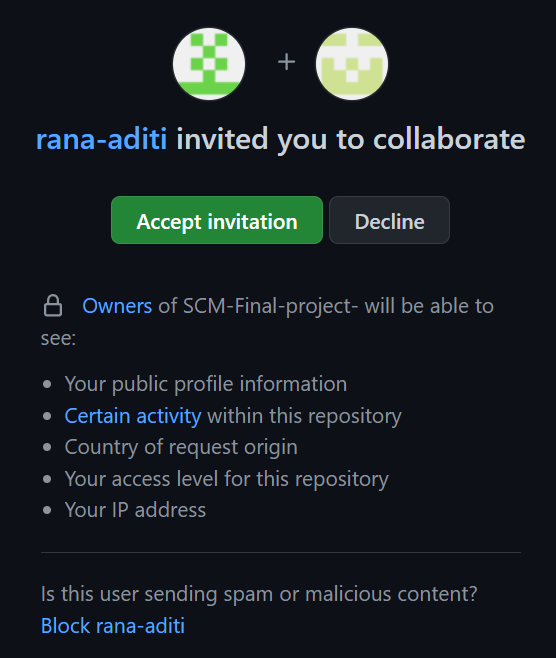 +
rana-aditi invited you to collaborate
Accept invitation Decline
Owners of SCM-Final-project- will be able to
see:
Your public profile information
Certain activity within this repository
Country of request origin
Your access level for this repository
Your IP address
Is this user sending spam or malicious content?
Block rana-aditi